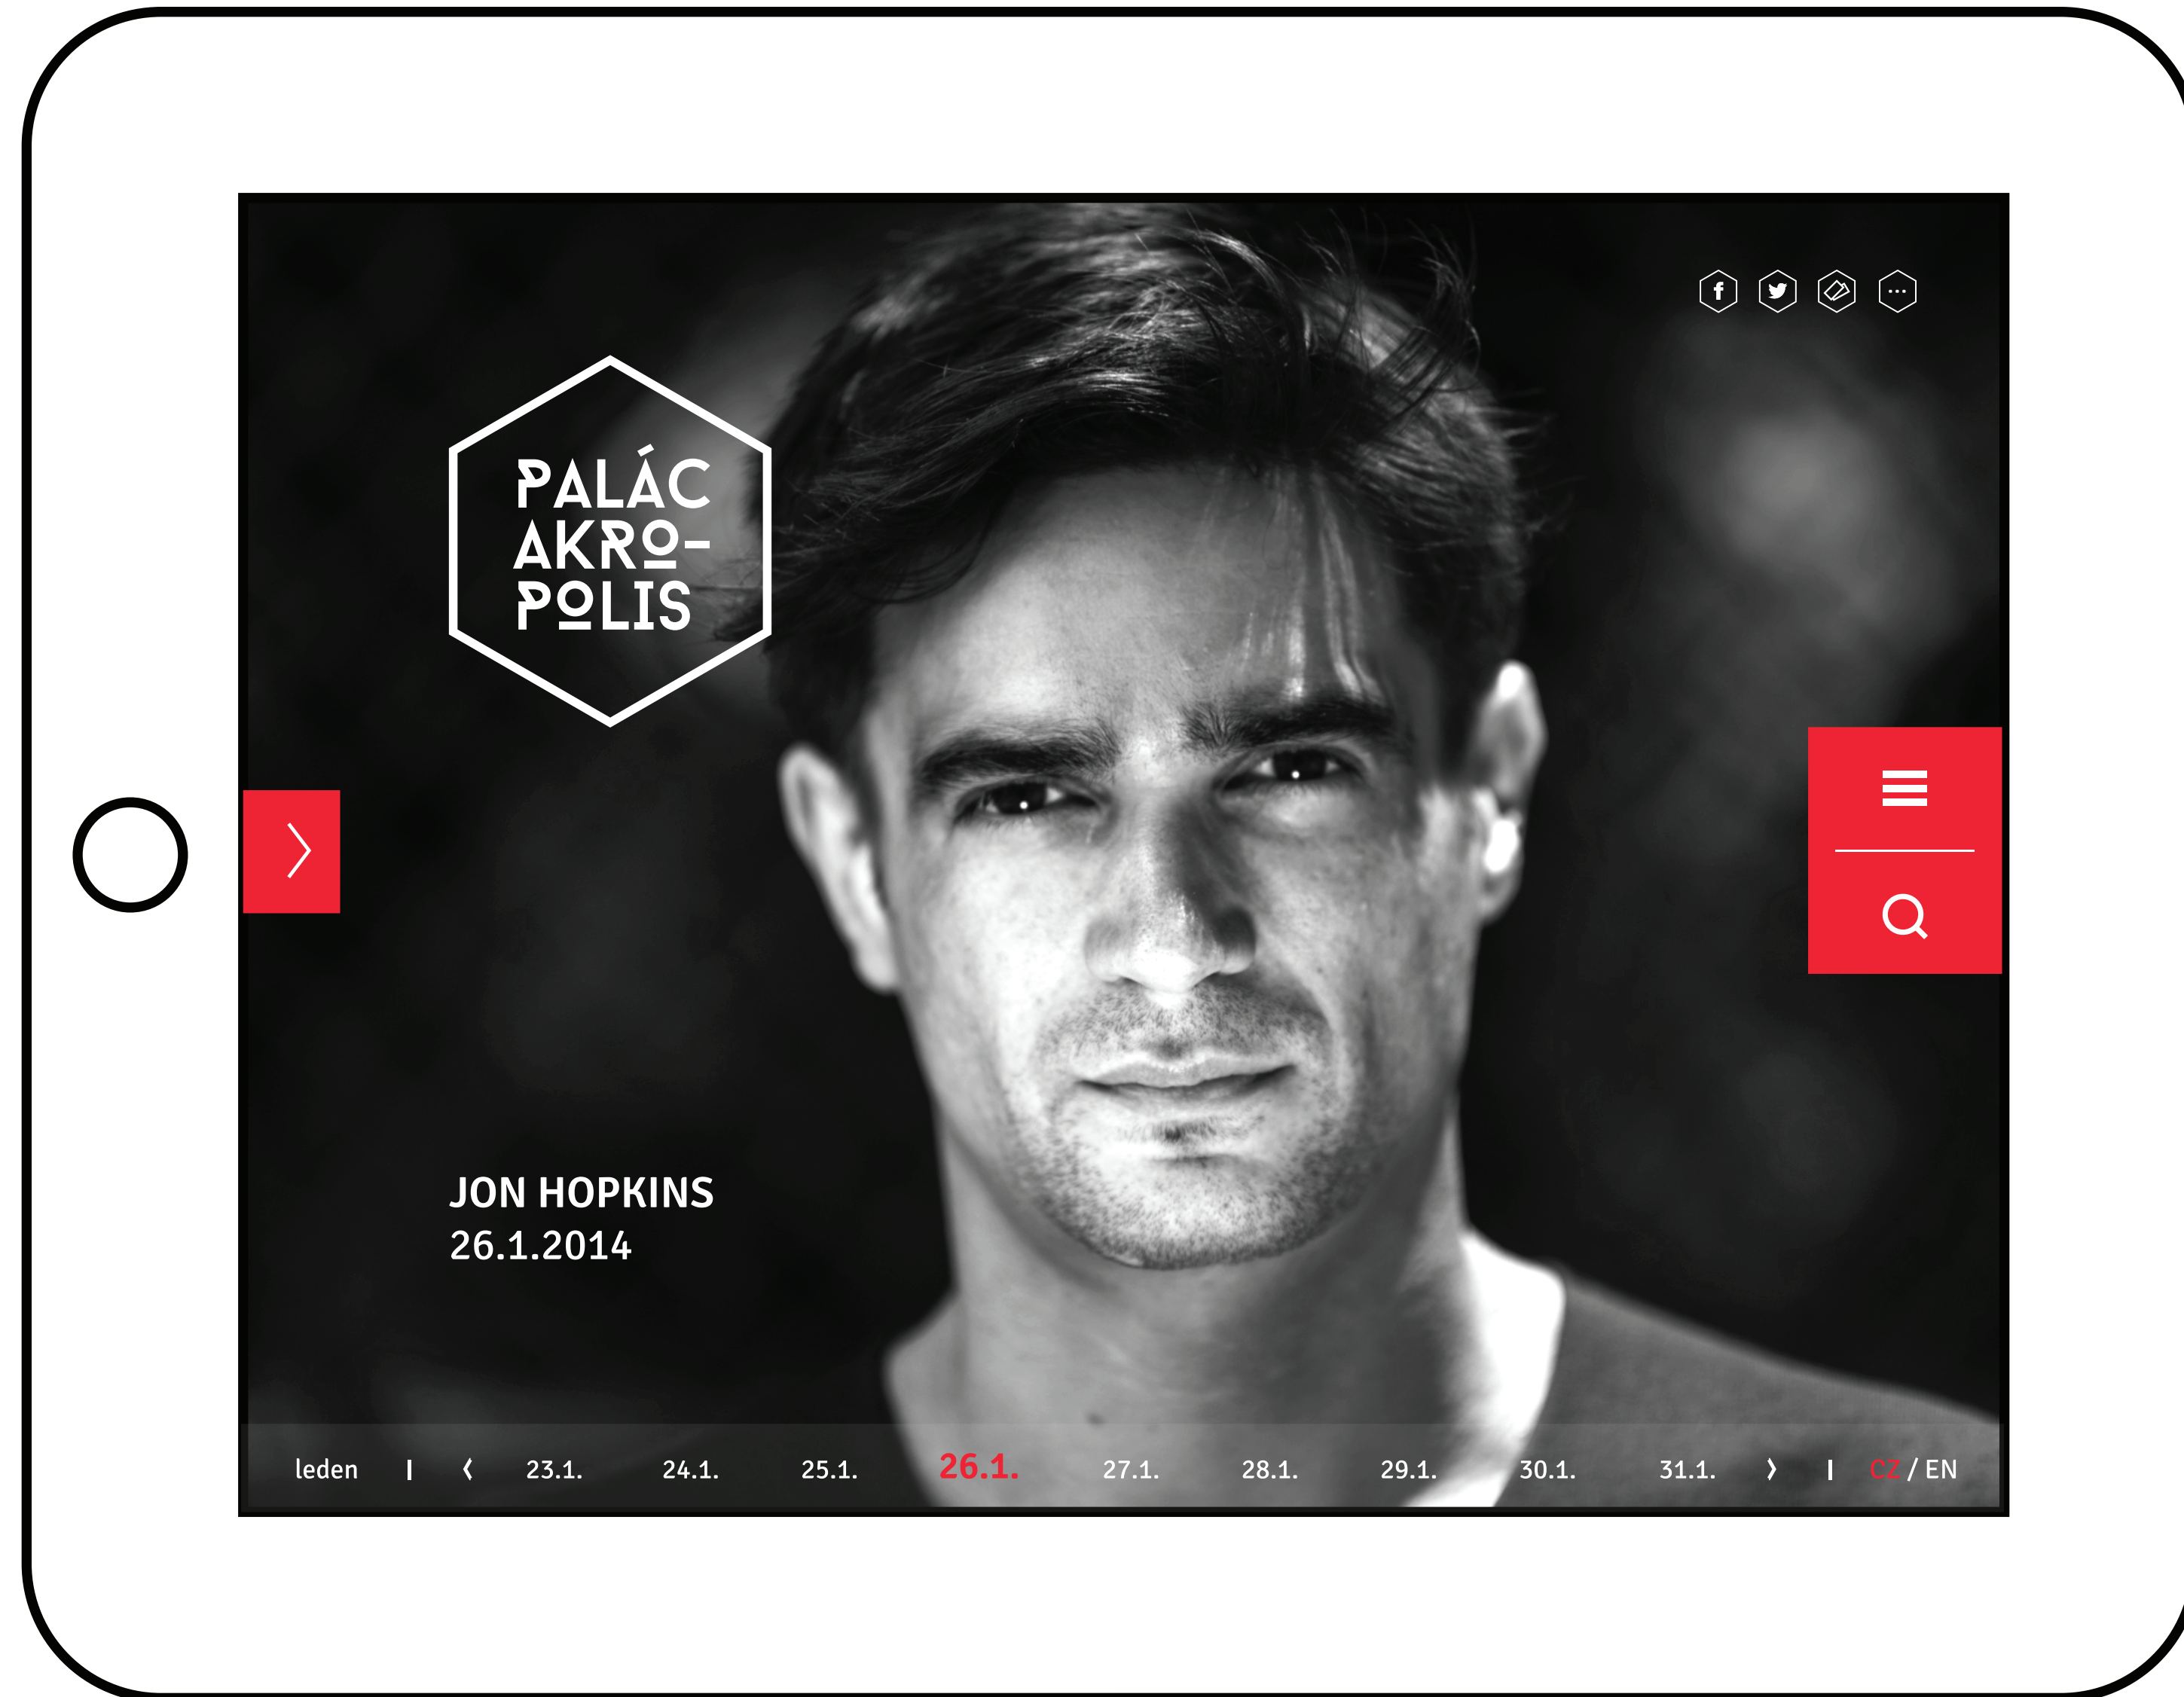 PALÁC
AKRO-
POLIS
JON HOPKINS
26.1.2014
leden | 23.1. 24.1. 25.1. 26.1. 27.1. 28.1. 29.1. 30.1. 31.1. | CZ / EN